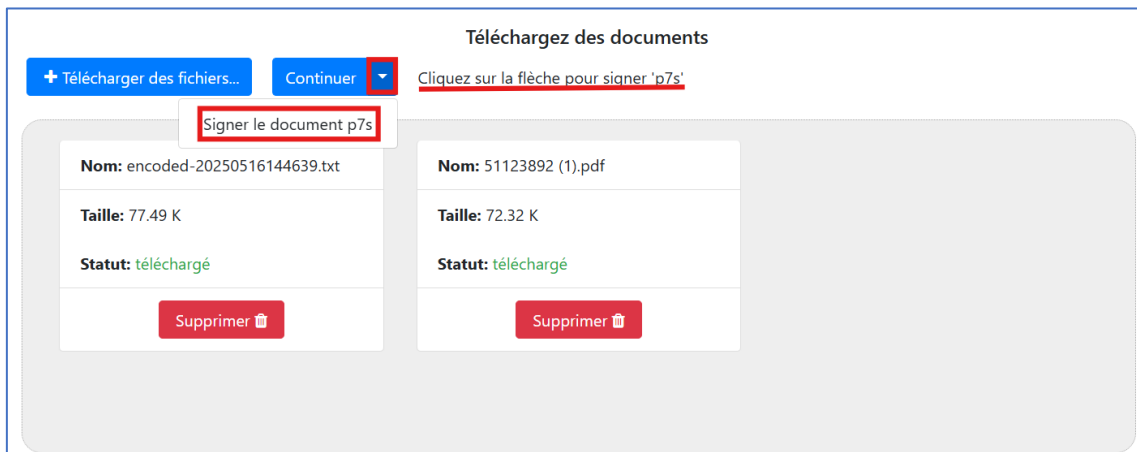 Téléchargez des documents
Télécharger des fichiers... Continuer Cliquez sur la flèche pour signer 'p7s'
Signer le document p7s
Nom: encoded-20250516144639.txt
Taille: 77.49 K
Statut: téléchargé
Supprimer
Nom: 51123892 (1).pdf
Taille: 72.32 K
Statut: téléchargé
Supprimer